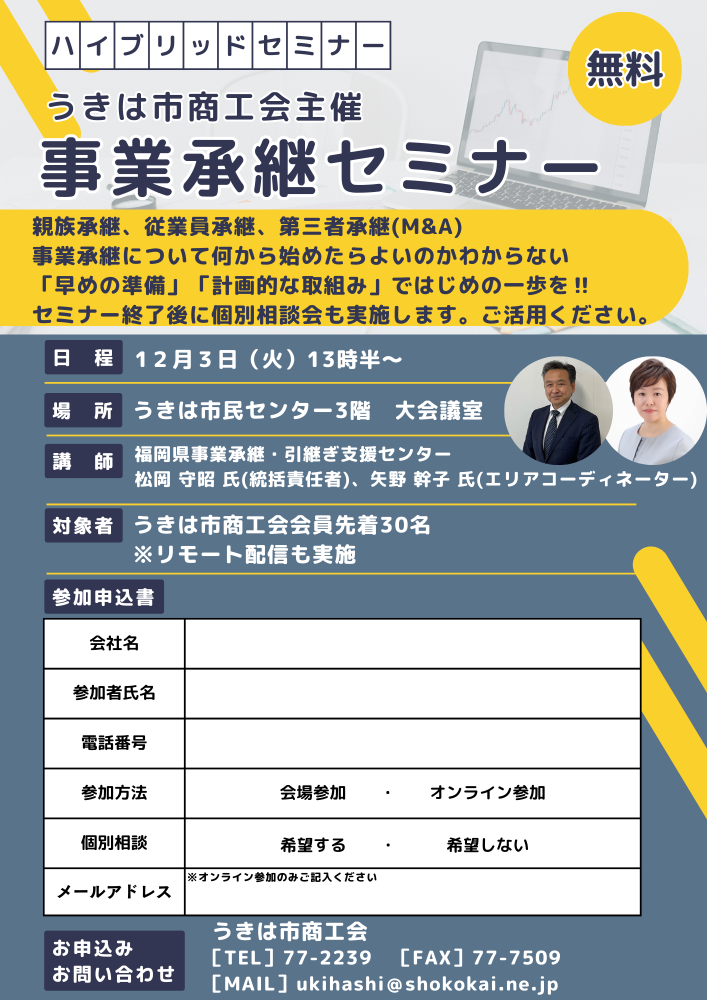 ハイブリッドセミナー
無料
うきは市商工会主催
事業承継セミナー
親族承継、従業員承継、第三者承継(M&A)
事業承継について何から始めたらよいのかわからない
「早めの準備」「計画的な取組み」ではじめの一歩を!!
セミナー終了後に個別相談会も実施します。ご活用ください。
日　程　12月3日（火）13時半～
場　所　うきは市民センター3階　大会議室
講　師　福岡県事業承継・引継ぎ支援センター
松岡 守昭 氏(統括責任者)、矢野 幹子 氏(エリアコーディネーター)
対象者　うきは市商工会会員先着30名
※リモート配信も実施
参加申込書
会社名
参加者氏名
電話番号
参加方法　会場参加　・　オンライン参加
個別相談　希望する　・　希望しない
※オンライン参加のみご記入ください
メールアドレス
お申込み
お問い合わせ
うきは市商工会
［TEL］77-2239　［FAX］77-7509
［MAIL］ukihashi@shokokai.ne.jp